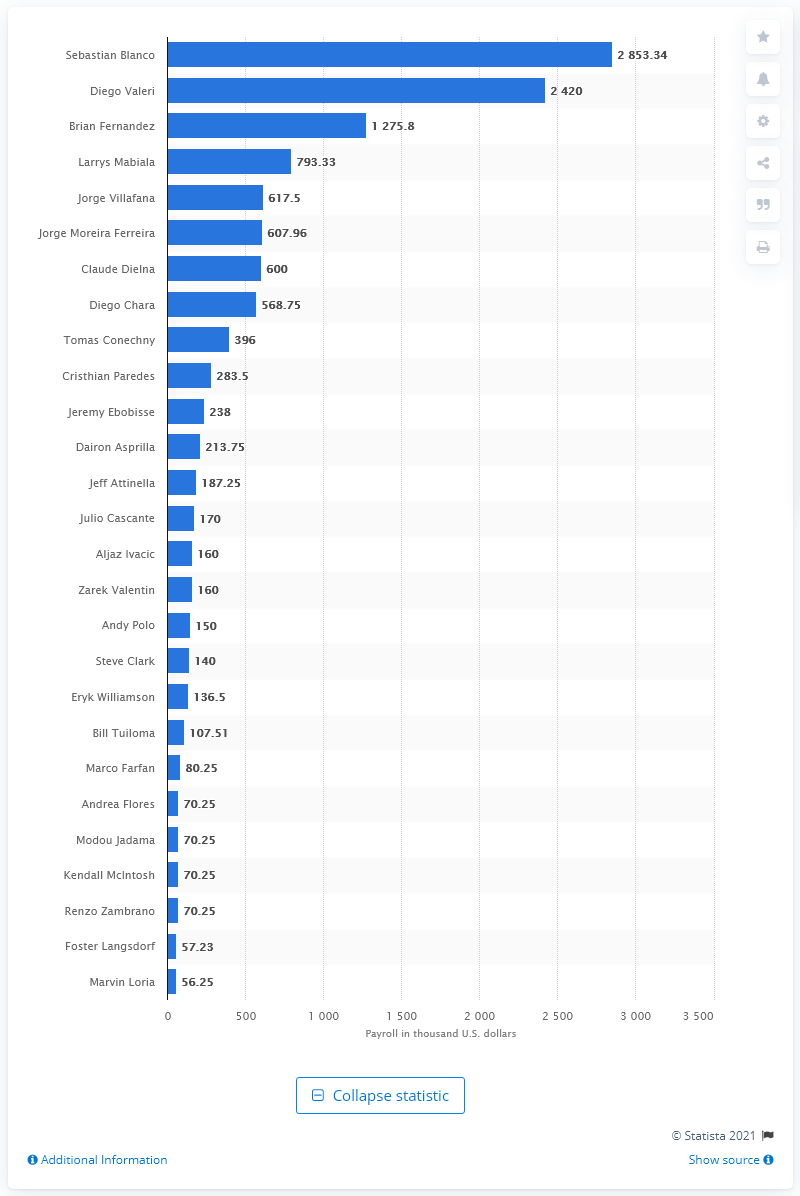 Sebastian Blanco 2 853.34
Diego Valeri 2 420
Brian Fernandez 1 275.8
Larrys Mabiala 793.33
Jorge Villafana 617.5
Jorge Moreira Ferreira 607.96
Claude Dielna 600
Diego Chara 568.75
Tomas Conechny 396
Cristhian Paredes 283.5
Jeremy Ebobisse 238
Dairon Asprilla 213.75
Jeff Attinella 187.25
Julio Cascante 170
Aljaz Ivacic 160
Zarek Valentin 160
Andy Polo 150
Steve Clark 140
Eryk Williamson 136.5
Bill Tuiloma 107.51
Marco Farfan 80.25
Andrea Flores 70.25
Modou Jadama 70.25
Kendall McIntosh 70.25
Renzo Zambrano 70.25
Foster Langsdorf 57.23
Marvin Loria 56.25
0 500 1 000 1 500 2 000 2 500 3 000 3 500
Payroll in thousand U.S. dollars
Collapse statistic
© Statista 2021
Additional Information Show source